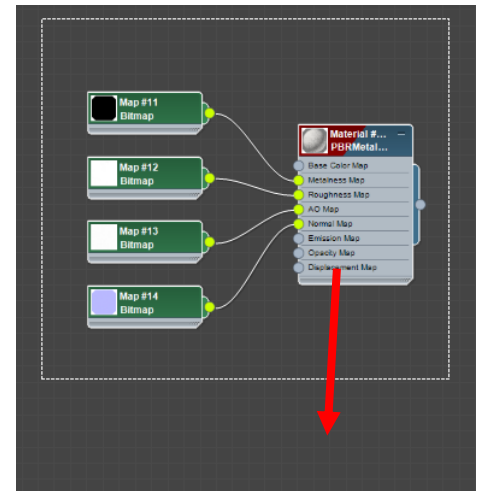 Map #11
Bitmap
Map #12
Bitmap
Map #13
Bitmap
Map #14
Bitmap
Material #...
PBRMetal...
Base Color Map
Metalness Map
Roughness Map
AO Map
Normal Map
Emission Map
Opacity Map
Displacement Map